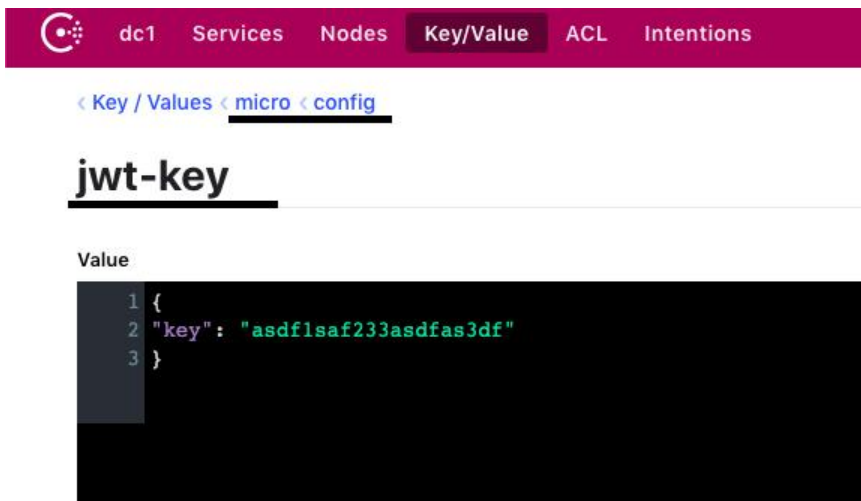 dc1 Services Nodes Key/Value ACL Intentions
‹ Key / Values ‹ micro ‹ config
jwt-key
Value
1 {
2 "key": "asdf1saf233asdfas3df"
3 }